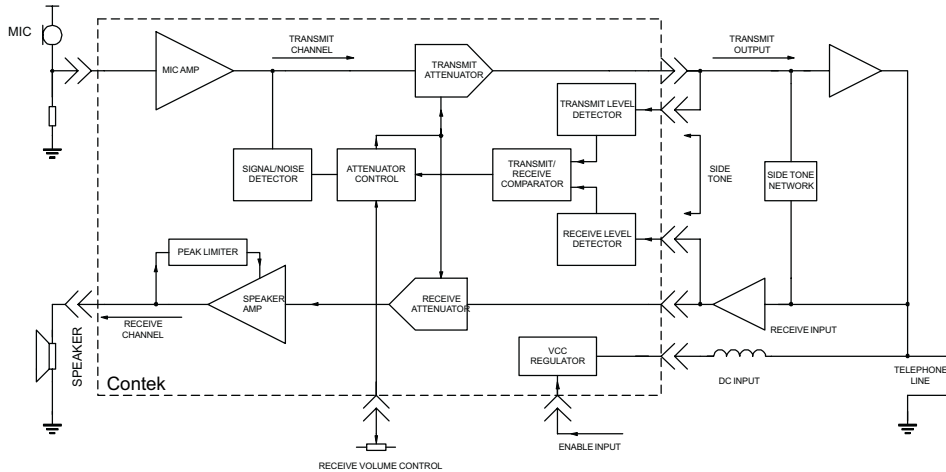 MIC
MIC AMP
TRANSMIT
CHANNEL
TRANSMIT
ATTENUATOR
TRANSMIT
OUTPUT
TRANSMIT LEVEL
DETECTOR
SIGNAL/NOISE
DETECTOR
ATTENUATOR
CONTROL
TRANSMIT/
RECEIVE
COMPARATOR
SIDE
TONE
SIDE TONE
NETWORK
RECEIVE LEVEL
DETECTOR
PEAK LIMITER
SPEAKER
AMP
RECEIVE
ATTENUATOR
RECEIVE INPUT
RECEIVE
CHANNEL
SPEAKER
VCC
REGULATOR
DC INPUT
TELEPHONE
LINE
Contek
ENABLE INPUT
RECEIVE VOLUME CONTROL